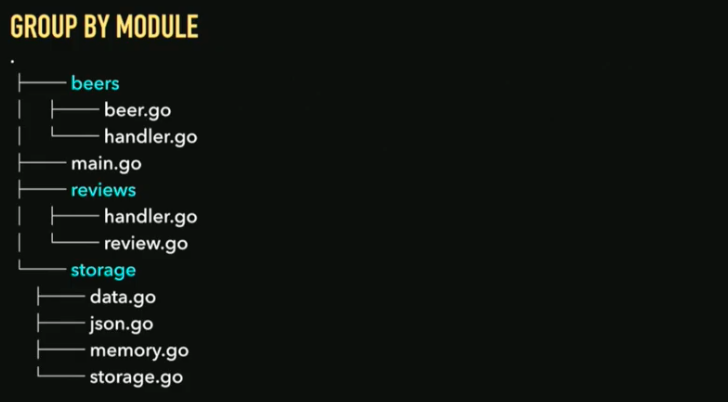 GROUP BY MODULE
.
├── beers
│   ├── beer.go
│   └── handler.go
├── main.go
├── reviews
│   ├── handler.go
│   └── review.go
└── storage
    ├── data.go
    ├── json.go
    ├── memory.go
    └── storage.go